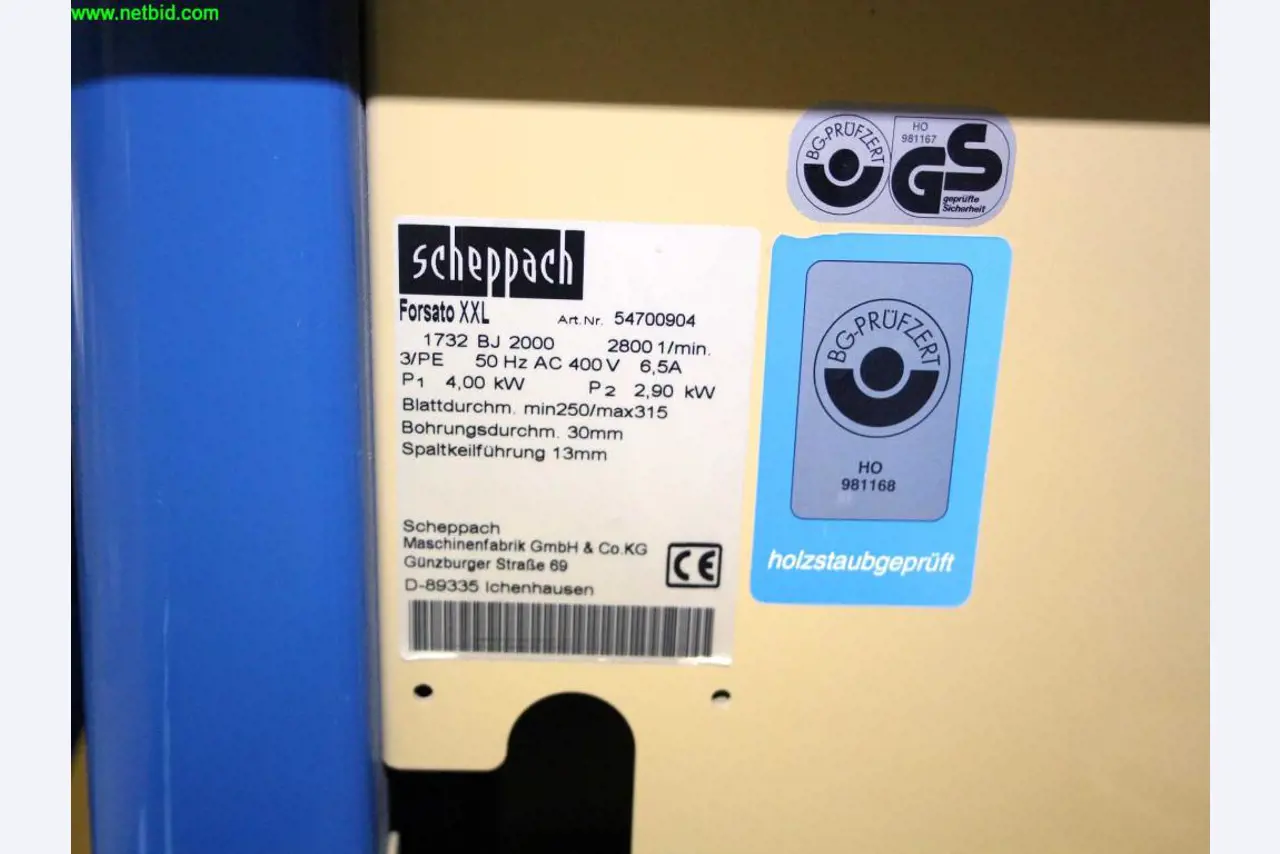 www.netbid.com
BG-PRÜFZERT
HO
981167
GS
geprüfte
Sicherheit
scheppach
Forsato XXL Art.Nr. 54700904
1732 BJ 2000 2800 1/min.
3/PE 50 Hz AC 400 V 6,5A
P1 4,00 kW P2 2,90 kW
Blattdurchm. min250/max315
Bohrungsdurchm. 30mm
Spaltkeilführung 13mm
Scheppach
Maschinenfabrik GmbH & Co.KG
Günzburger Straße 69
D-89335 Ichenhausen
CE
BG-PRÜFZERT
HO
981168
holzstaubgeprüft